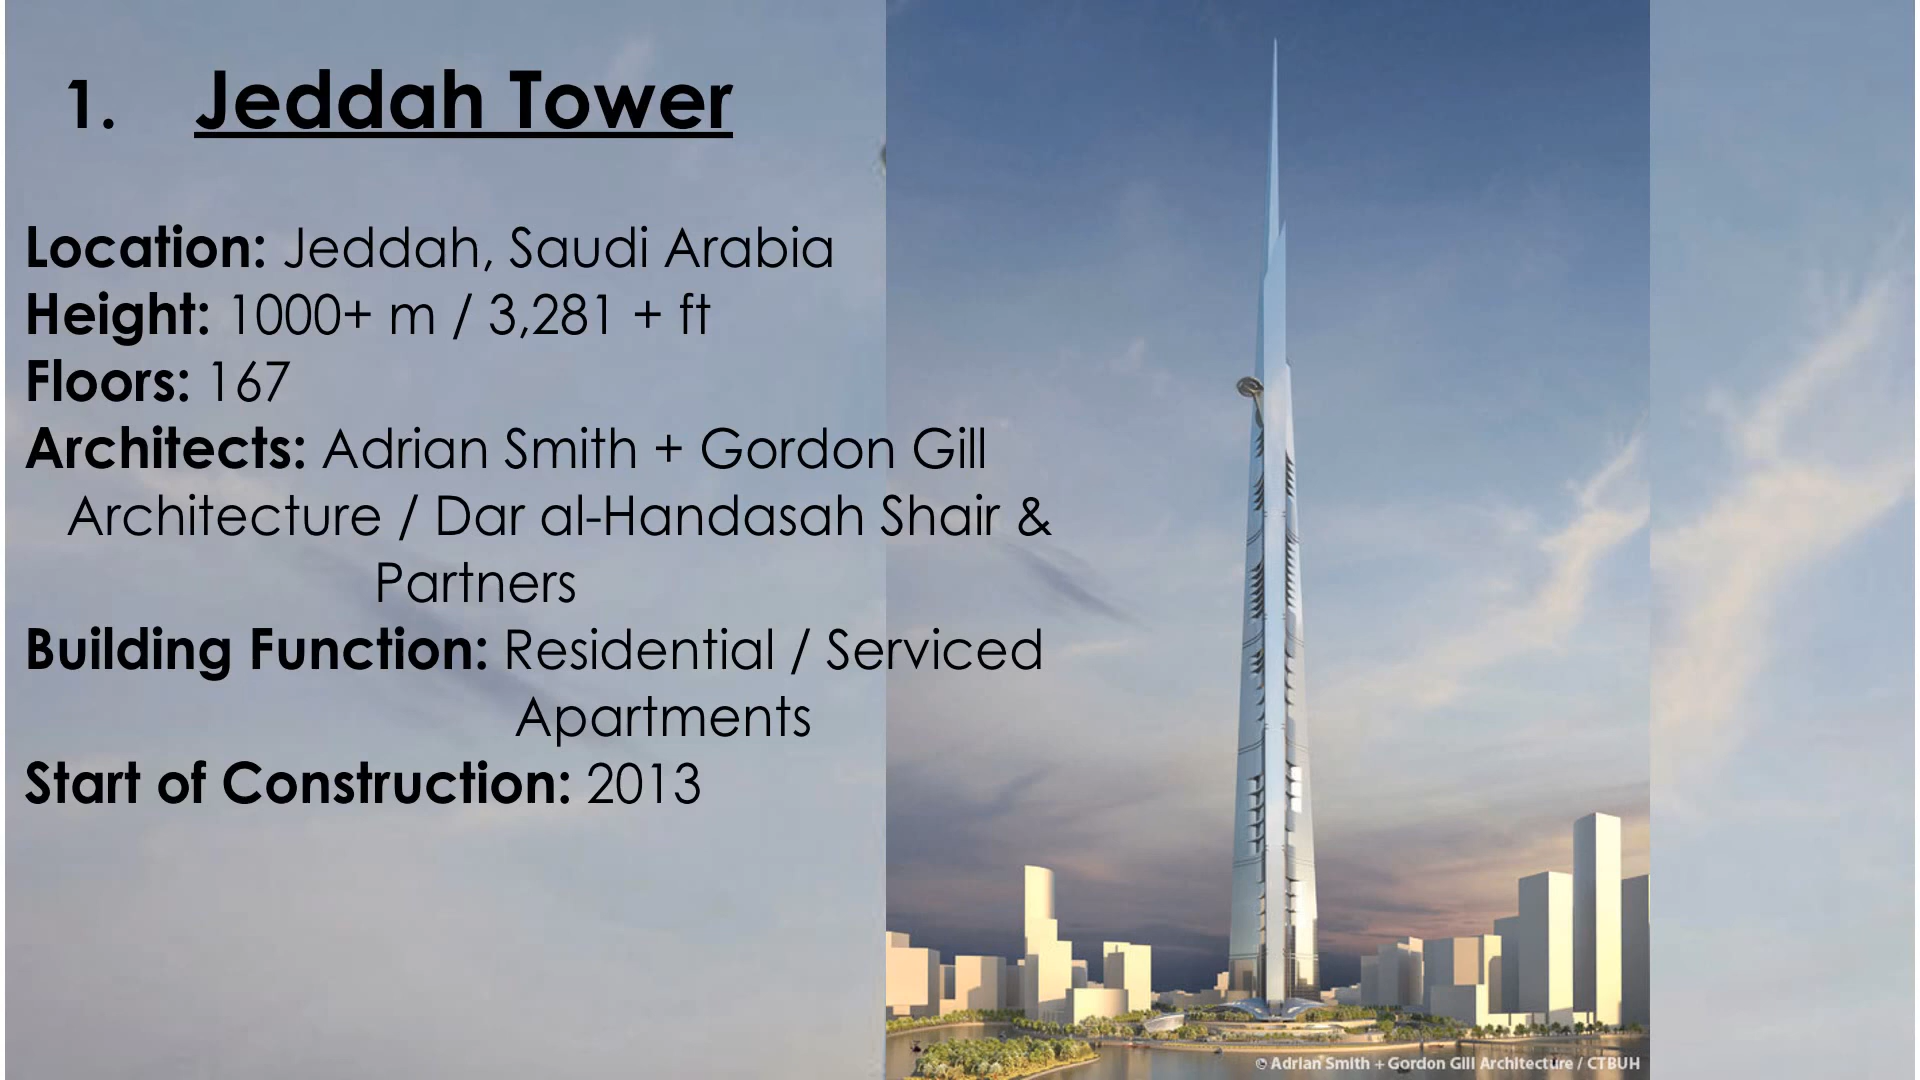 1. Jeddah Tower
Location: Jeddah, Saudi Arabia
Height: 1000+ m / 3,281 + ft
Floors: 167
Architects: Adrian Smith + Gordon Gill
Architecture / Dar al-Handasah Shair &
Partners
Building Function: Residential / Serviced
Apartments
Start of Construction: 2013
© Adrian Smith + Gordon Gill Architecture / CTBUH